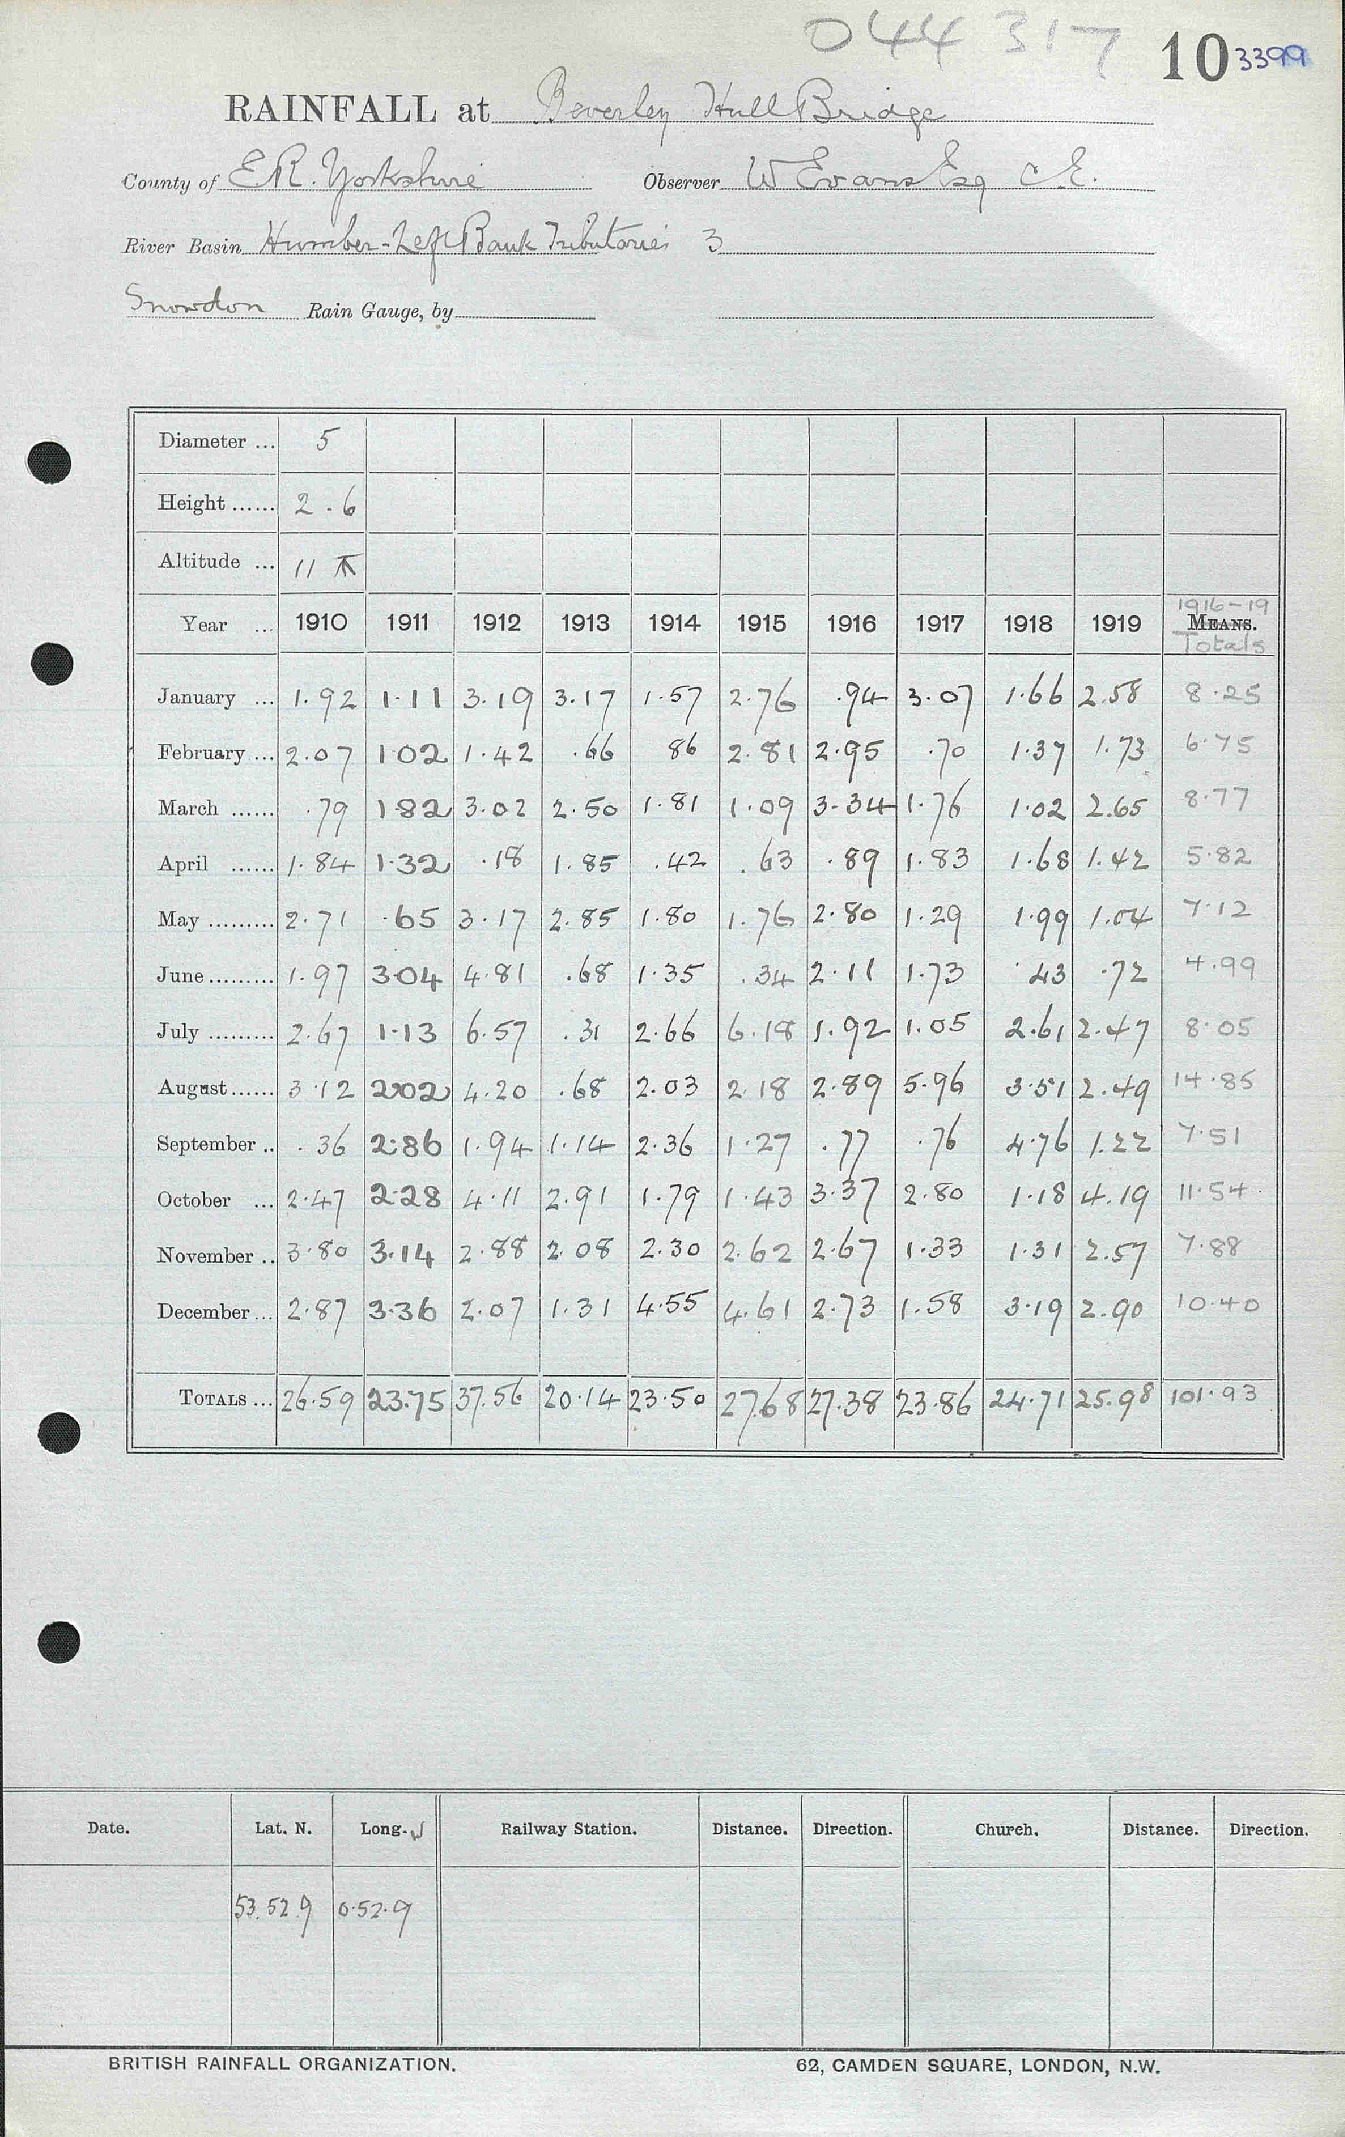 044 317 10 3399
RAINFALL at Beverley Hull Bridge
County of E.R. Yorkshire Observer W Evans Esq C.E.
River Basin Humber-Left Bank Tributaries 3
Snowdon Rain Gauge, by
Diameter ... 5
Height ...... 2.6
Altitude ... 11
1916-19
Year ... 1910 1911 1912 1913 1914 1915 1916 1917 1918 1919 MEANS.
Totals
January ... 1.92 1.11 3.19 3.17 1.57 2.76 .94 3.07 1.66 2.58 8.25
February ... 2.07 102 1.42 .66 86 2.81 2.95 .70 1.37 1.73 6.75
March ...... .79 182 3.02 2.50 1.81 1.09 3.34 1.76 1.02 2.65 8.77
April ...... 1.84 1.32 .18 1.85 .42 .63 .89 1.83 1.68 1.42 5.82
May ......... 2.71 .65 3.17 2.85 1.80 1.76 2.80 1.29 1.99 1.04 7.12
June ......... 1.97 304 4.81 .68 1.35 .34 2.11 1.73 .43 .72 4.99
July ......... 2.67 1.13 6.57 .31 2.66 6.18 1.92 1.05 2.61 2.47 8.05
August ...... 3.12 202 4.20 .68 2.03 2.18 2.89 5.96 3.51 2.49 14.85
September .. .36 2.86 1.94 1.14 2.36 1.27 .77 .76 4.76 1.22 7.51
October ... 2.47 2.28 4.11 2.91 1.79 1.43 3.37 2.80 1.18 4.19 11.54
November .. 3.80 3.14 2.88 2.08 2.30 2.62 2.67 1.33 1.31 2.57 7.88
December ... 2.87 3.36 2.07 1.31 4.55 4.61 2.73 1.58 3.19 2.90 10.40
TOTALS ... 26.59 23.75 37.56 20.14 23.50 27.68 27.38 23.86 24.71 25.98 101.93
Date. Lat. N. Long. W Railway Station. Distance. Direction. Church. Distance. Direction.
53.52.9 0.52.9
BRITISH RAINFALL ORGANIZATION. 62, CAMDEN SQUARE, LONDON, N.W.